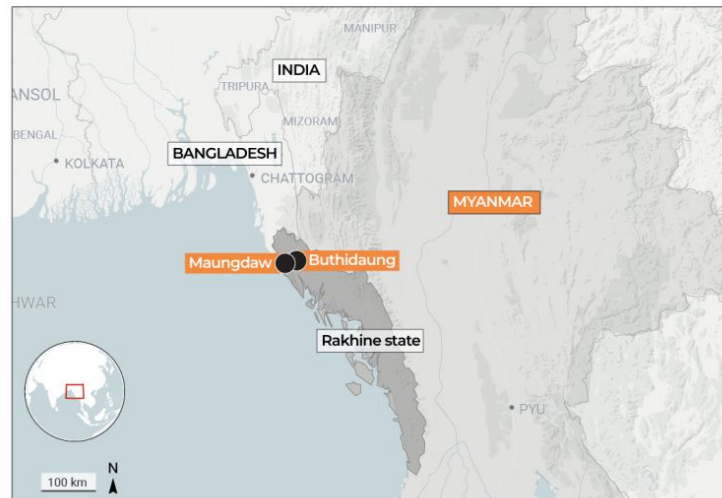 MANIPUR
INDIA
TRIPURA
ANSOL
MIZORAM
BENGAL
KOLKATA
BANGLADESH
CHATTOGRAM
MYANMAR
Maungdaw
Buthidaung
HWAR
Rakhine state
PYU
100 km
N